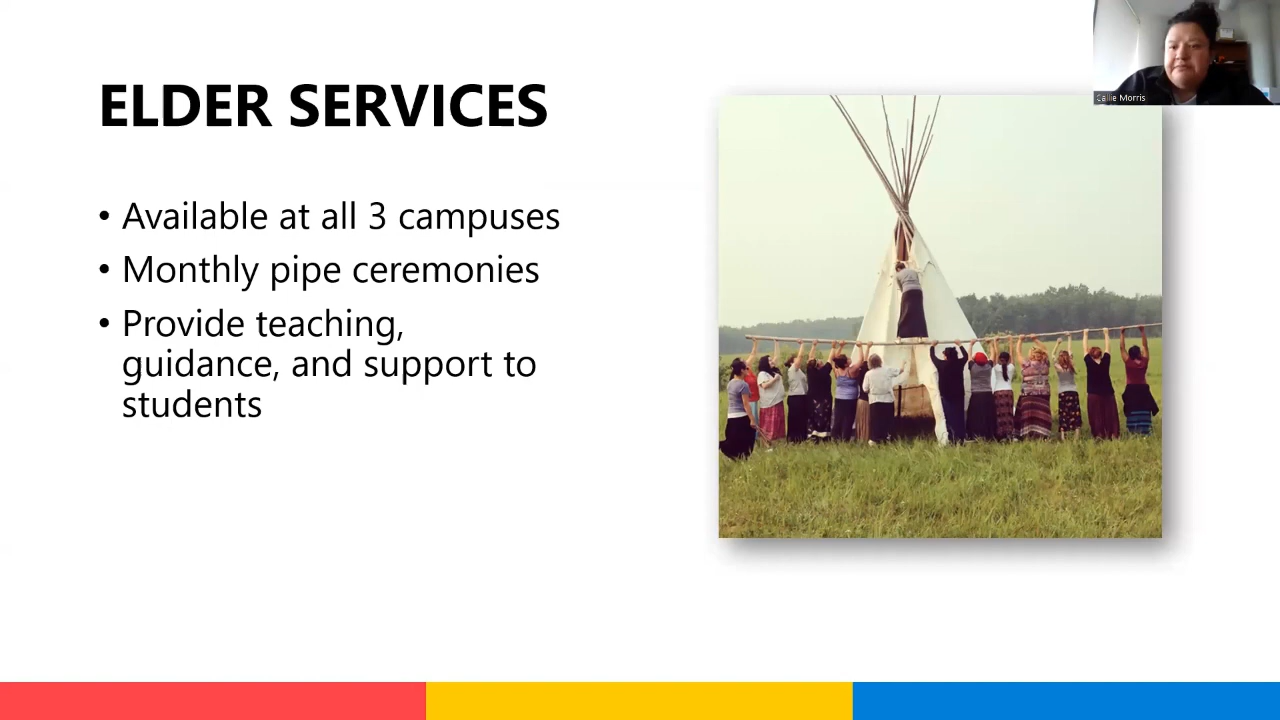 ELDER SERVICES
• Available at all 3 campuses
• Monthly pipe ceremonies
• Provide teaching,
guidance, and support to
students
Callie Morris